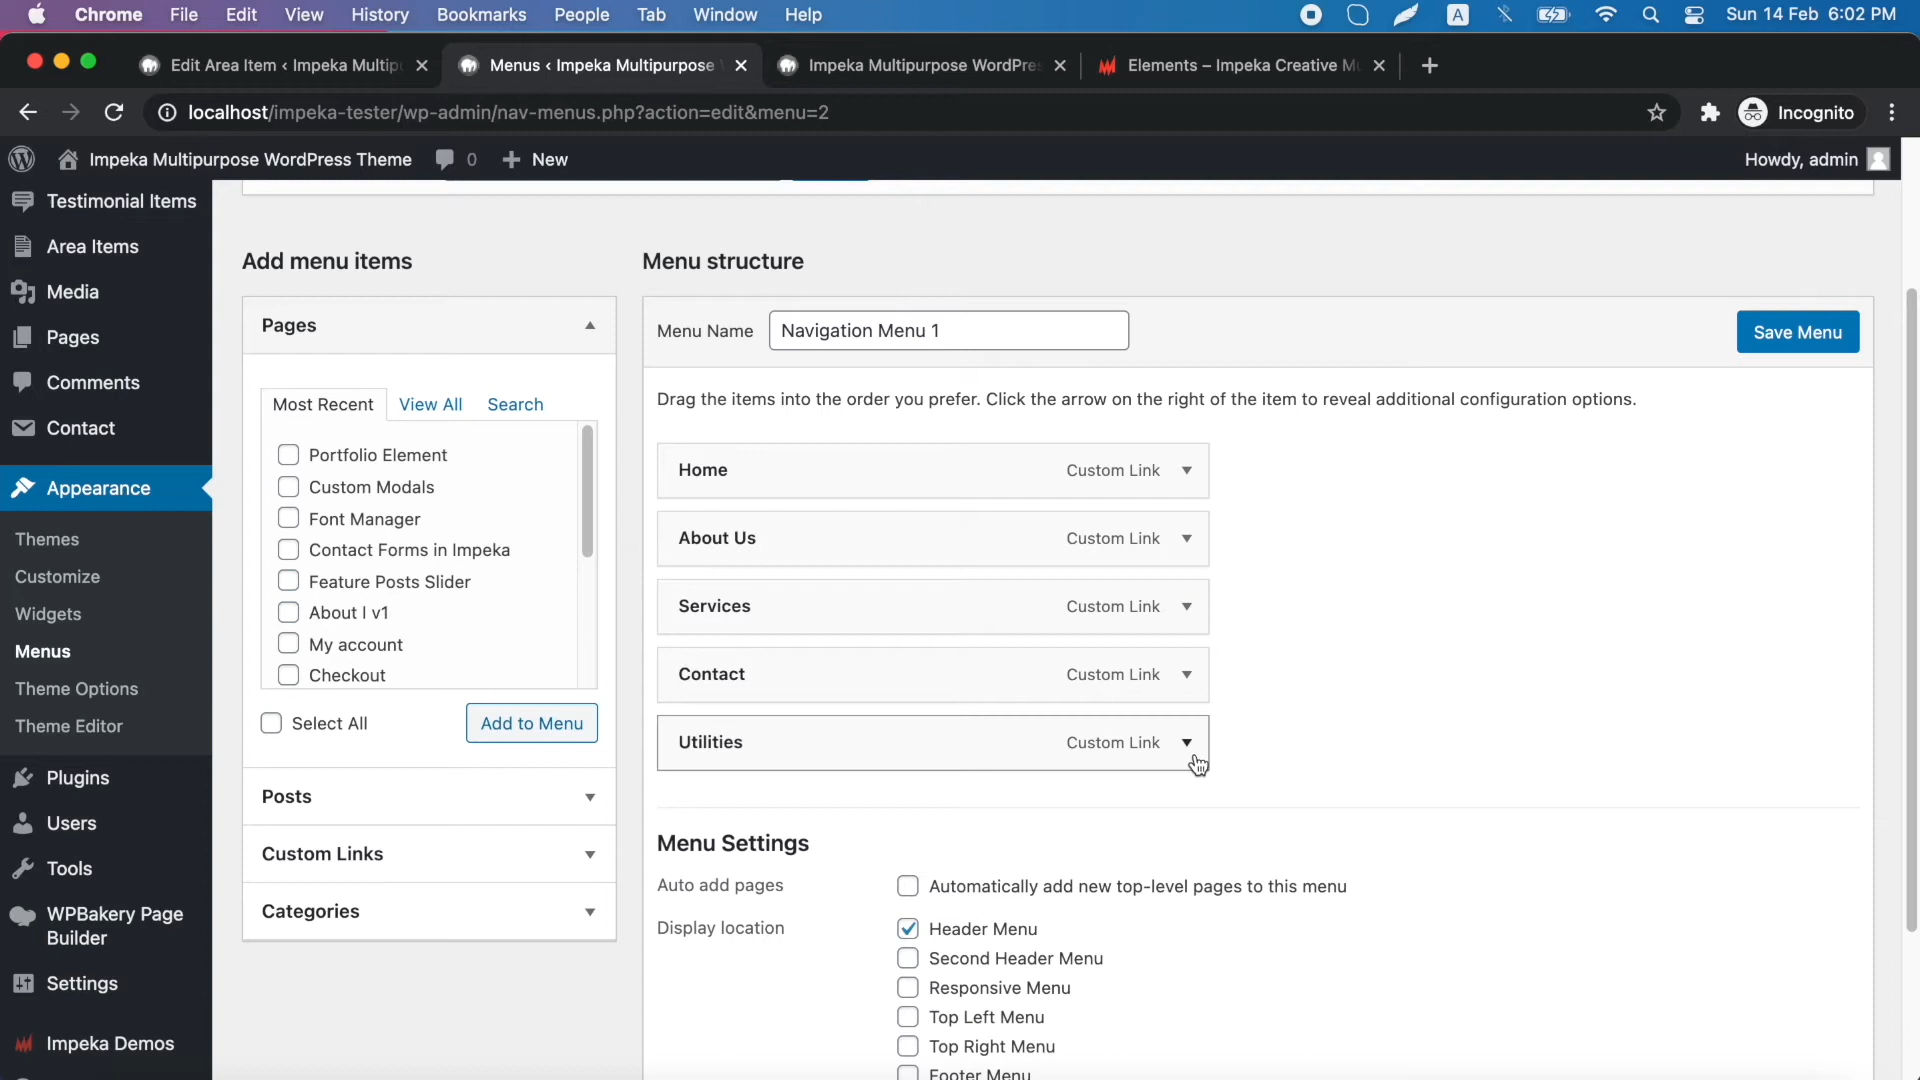 Chrome File Edit View History Bookmarks People Tab Window Help
A
Sun 14 Feb 6:02 PM
Edit Area Item ‹ Impeka Multip
Menus ‹ Impeka Multipurpose
Impeka Multipurpose WordPre
Elements – Impeka Creative M
localhost/impeka-tester/wp-admin/nav-menus.php?action=edit&menu=2
Incognito
Impeka Multipurpose WordPress Theme
0
New
Howdy, admin
Testimonial Items
Area Items
Media
Pages
Comments
Contact
Appearance
Themes
Customize
Widgets
Menus
Theme Options
Theme Editor
Plugins
Users
Tools
WPBakery Page
Builder
Settings
Impeka Demos
Add menu items
Pages
Most Recent View All Search
Portfolio Element
Custom Modals
Font Manager
Contact Forms in Impeka
Feature Posts Slider
About I v1
My account
Checkout
Select All
Add to Menu
Posts
Custom Links
Categories
Menu structure
Menu Name
Navigation Menu 1
Save Menu
Drag the items into the order you prefer. Click the arrow on the right of the item to reveal additional configuration options.
Home Custom Link
About Us Custom Link
Services Custom Link
Contact Custom Link
Utilities Custom Link
Menu Settings
Auto add pages
Automatically add new top-level pages to this menu
Display location
Header Menu
Second Header Menu
Responsive Menu
Top Left Menu
Top Right Menu
Footer Menu